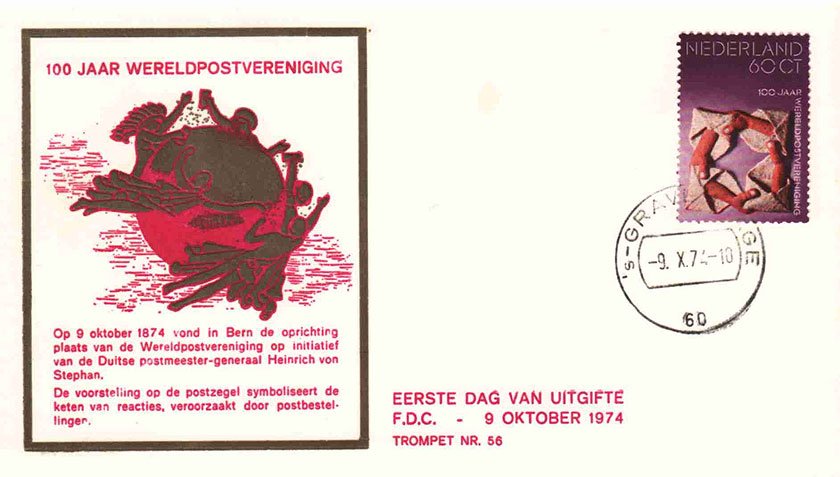 100 JAAR WERELDPOSTVERENIGING
Op 9 oktober 1874 vond in Bern de oprichting
plaats van de Wereldpostvereniging op initiatief
van de Duitse postmeester-generaal Heinrich von
Stephan.
De voorstelling op de postzegel symboliseert de
keten van reacties, veroorzaakt door postbestel-
lingen.
NEDERLAND
60 CT
100 JAAR
WERELDPOSTVERENIGING
-9. X.74-10
60
EERSTE DAG VAN UITGIFTE
F.D.C. - 9 OKTOBER 1974
TROMPET NR. 56